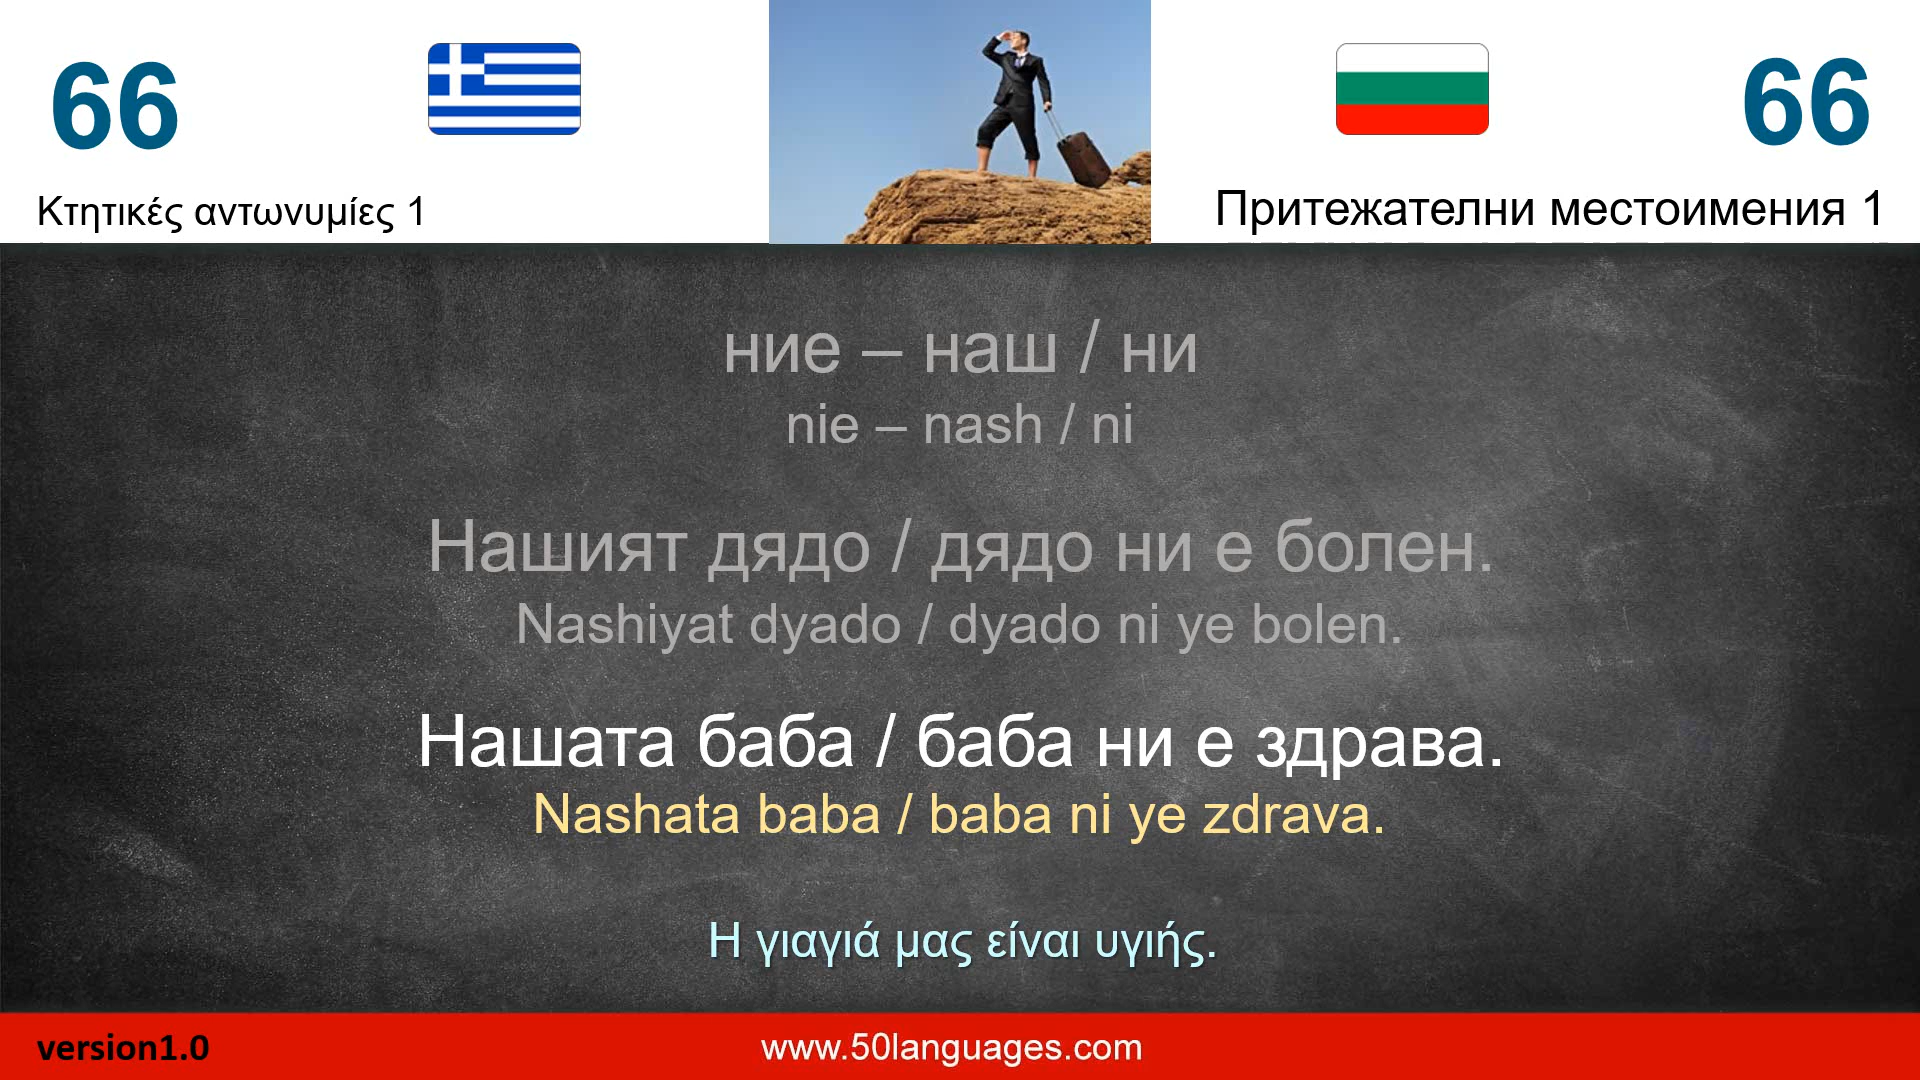 66
66
Κτητικές αντωνυμίες 1
Притежателни местоимения 1
ние – наш / ни
nie – nash / ni
Нашият дядо / дядо ни е болен.
Nashiyat dyado / dyado ni ye bolen.
Нашата баба / баба ни е здрава.
Nashata baba / baba ni ye zdrava.
Η γιαγιά μας είναι υγιής.
version1.0
www.50languages.com